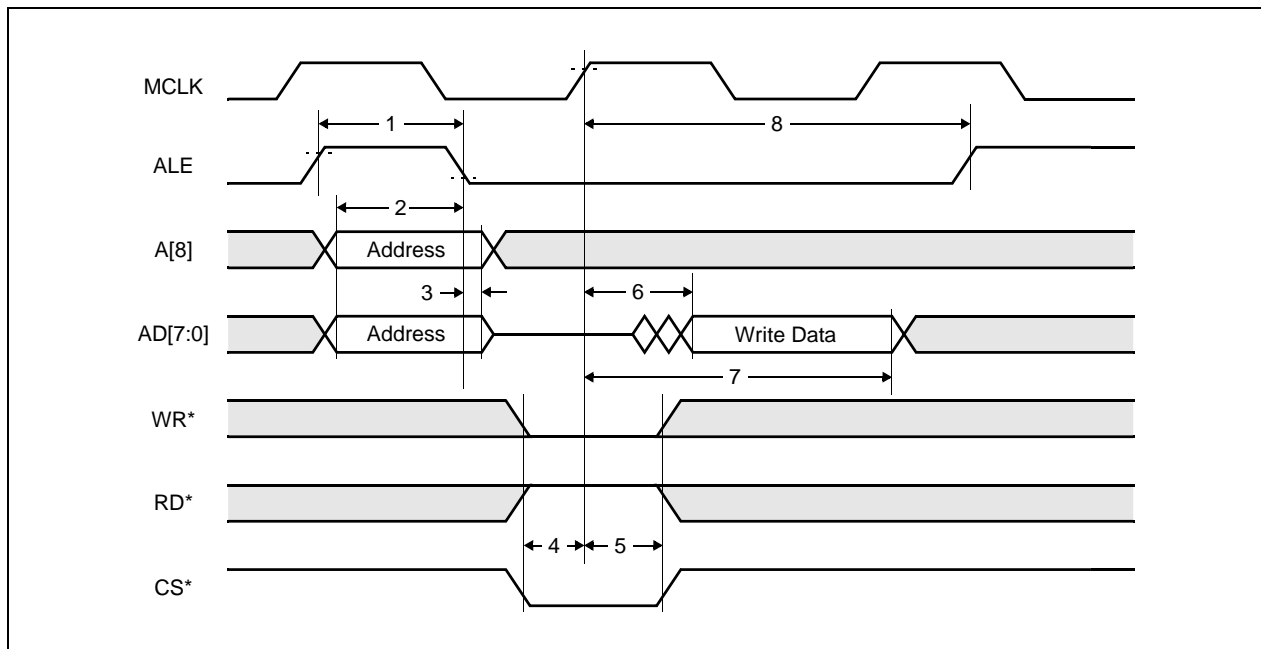 MCLK
1
8
ALE
2
A[8]
Address
3
6
AD[7:0]
Address
Write Data
7
WR*
RD*
4
5
CS*